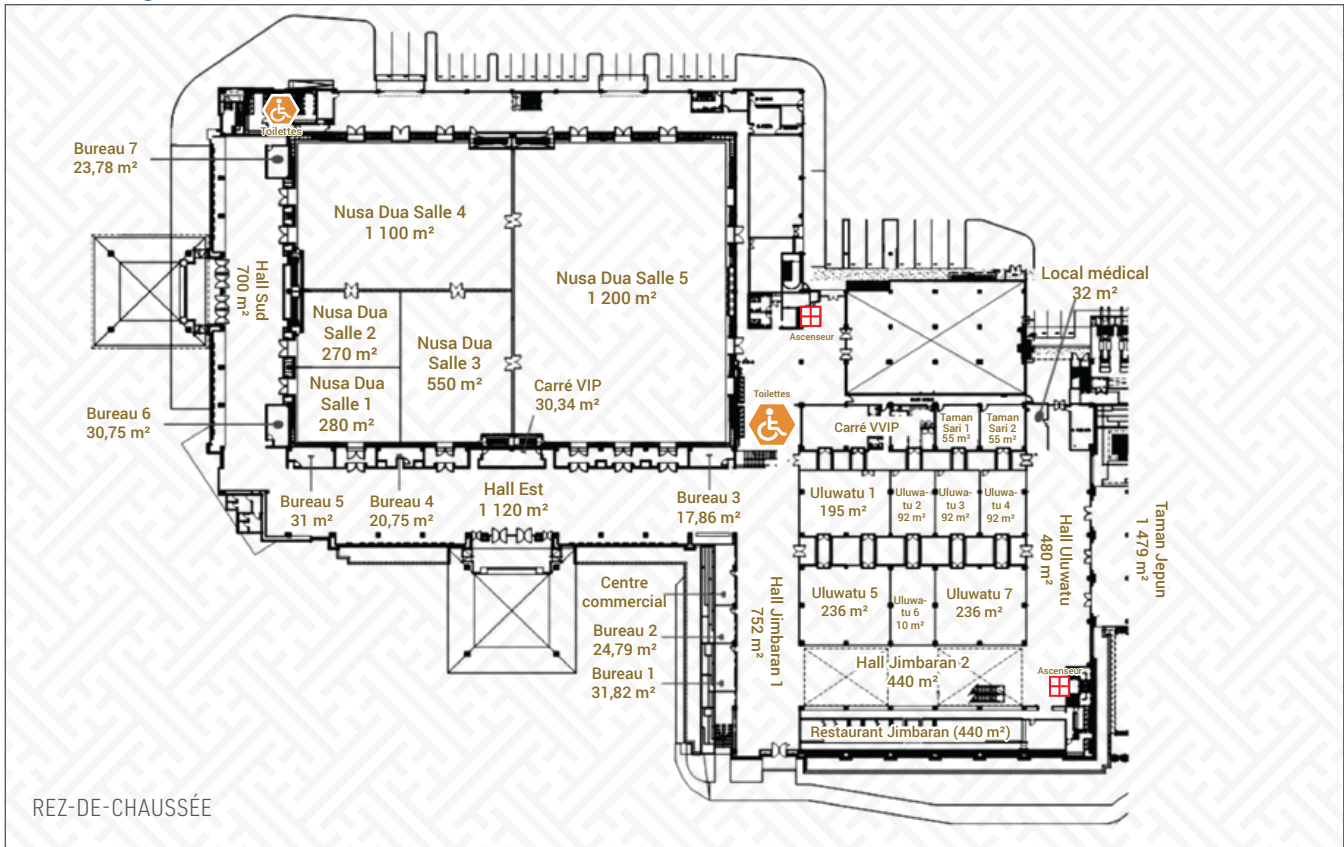 Toilettes
Bureau 7
23,78 m²
Nusa Dua Salle 4
1 100 m²
Nusa Dua Salle 5
1 200 m²
Hall Sud
700 m²
Local médical
32 m²
Nusa Dua
Salle 2
270 m²
Nusa Dua
Salle 3
550 m²
Ascenseur
Nusa Dua
Salle 1
280 m²
Carré VIP
30,34 m²
Toilettes
Bureau 6
30,75 m²
Carré VVIP
Taman
Sari 1
55 m²
Taman
Sari 2
55 m²
Bureau 5
31 m²
Bureau 4
20,75 m²
Hall Est
1 120 m²
Bureau 3
17,86 m²
Uluwatu 1
195 m²
Uluwa-
tu 2
92 m²
Uluwa-
tu 3
92 m²
Uluwa-
tu 4
92 m²
Hall Uluwatu
480 m²
Taman Jepun
1 479 m²
Centre
commercial
Bureau 2
24,79 m²
Bureau 1
31,82 m²
Hall Jimbaran 1
752 m²
Uluwatu 5
236 m²
Uluwa-
tu 6
10 m²
Uluwatu 7
236 m²
Hall Jimbaran 2
440 m²
Ascenseur
Restaurant Jimbaran (440 m²)
REZ-DE-CHAUSSÉE